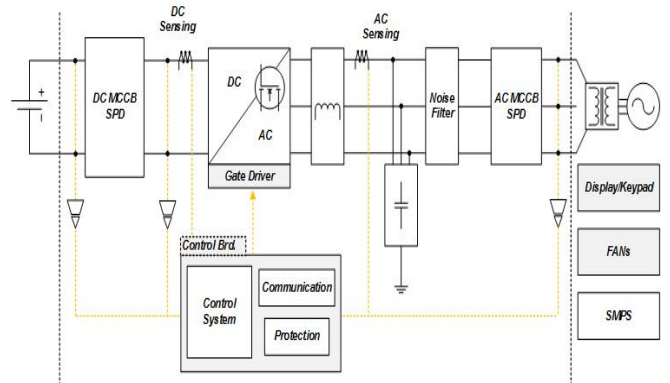 DC
Sensing
AC
Sensing
+
−
DC MCCB
SPD
DC
AC
Gate Driver
Noise
Filter
AC MCCB
SPD
Display/Keypad
FANs
SMPS
Control Brd.
Control
System
Communication
Protection